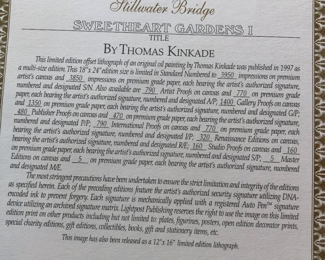 Stillwater Bridge
SWEETHEART GARDENS I
TITLE
BY THOMAS KINKADE
This limited edition offset lithograph of an original oil painting by Thomas Kinkade was published in 1997 as
a multi-size edition. This 18"x 24" edition size is limited in Standard Numbered to 3950 impressions on premium
artist's canvas and 3850 impressions on premium grade paper, each bearing the artist's authorized signature,
numbered and designated S/N. Also available are 790 Artist Proofs on canvas and 770 on premium grade
paper, each hearing the artist's authorized signature, numbered and designated A/P; 1400 Gallery Proofs on canvas
and 1350 on premium grade paper, each bearing the artist's authorized signature, numbered and designated G/P;
480 Publisher Proofs on canvas and 470 on premium grade paper, each bearing the artist's authorized signature,
numbered and designated P/P; 790 International Proofs on canvas and 770 on premium grade paper, each
bearing the artist's authorized signature, numbered and designated I/P; 320 Renaissance Editions on canvas,
each bearing the artist's authorized signature, numbered and designated R/E; 160 Studio Proofs on canvas and 160
on premium grade paper, each bearing the artist's authorized signature, numbered and designated S/P; 5 Master
Editions on canvas and 5 on premium grade paper, each bearing the artist's authorized signature, numbered
and designated M/E.
The most stringent precautions have been undertaken to ensure the strict limitation and integrity of the editions
as specified herein. Each of the preceding editions feature the artist's authorized security signature utilizing DNA-
encoded ink to prevent forgery. Each signature is mechanically applied with a registered Auto Pen™ signature
device utilizing an archived signature matrix. Lightpost Publishing reserves the right to use the image on this limited
edition print on other products including but not limited to: plates, figurines, posters, open edition decorator prints,
special charity editions, gift editions, collectibles, books, gift and stationery items, etc.
This image has also been released as a 12"x 16" limited edition lithograph.